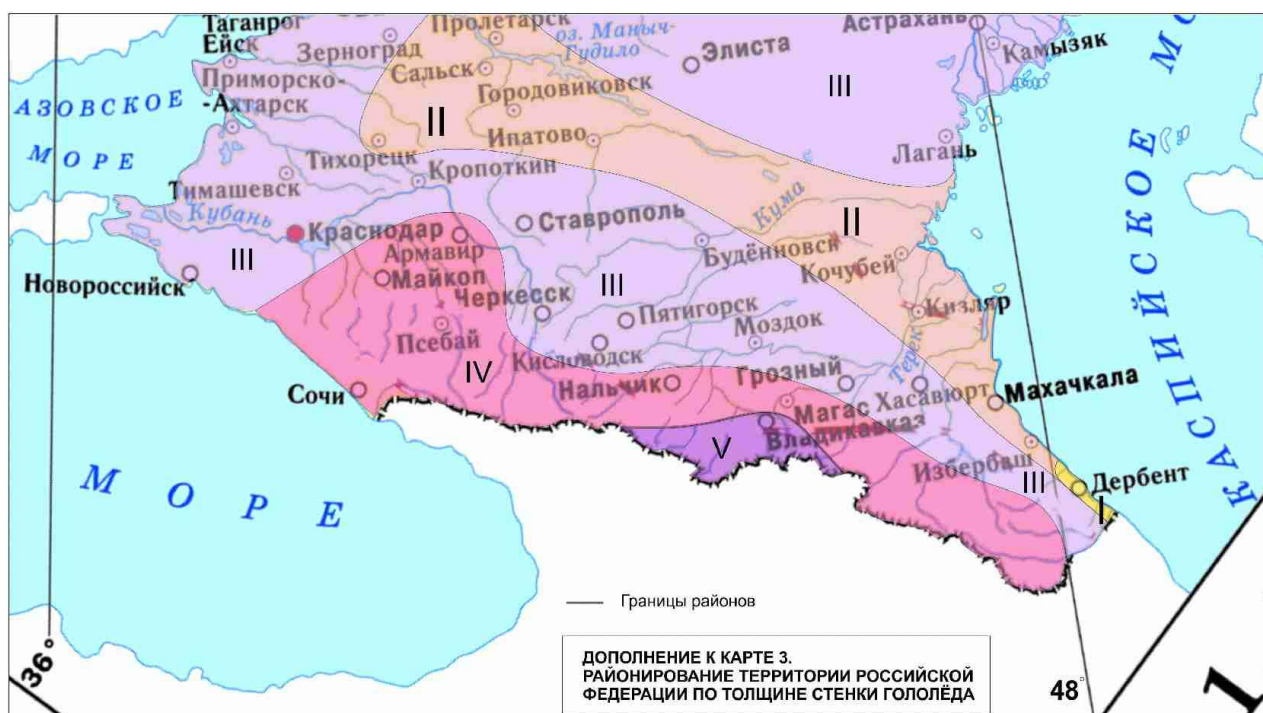 Таганрог
Ейск
Зерноград
Пролетарск
оз. Маныч-
Гудило
Элиста
Астрахань
Камызяк
Приморско-
-Ахтарск
Сальск
Городовиковск
III
АЗОВСКОЕ
МОРЕ
II
Ипатово
Лагань
Тихорецк
Кропоткин
Тимашевск
Кубань
Ставрополь
Кума
II
Краснодар
Армавир
Будённовск
Кочубей
III
Майкоп
Новороссийск
Черкесск
III
Пятигорск
Кизляр
Моздок
Псебай
Кисловодск
Терек
IV
Сочи
Нальчик
Грозный
Махачкала
Магас
Хасавюрт
Владикавказ
V
Избербаш
III
Дербент
I
МОРЕ
КАСПИЙСКОЕ МО
Границы районов
ДОПОЛНЕНИЕ К КАРТЕ 3.
РАЙОНИРОВАНИЕ ТЕРРИТОРИИ РОССИЙСКОЙ
ФЕДЕРАЦИИ ПО ТОЛЩИНЕ СТЕНКИ ГОЛОЛЁДА
36°
48°
1